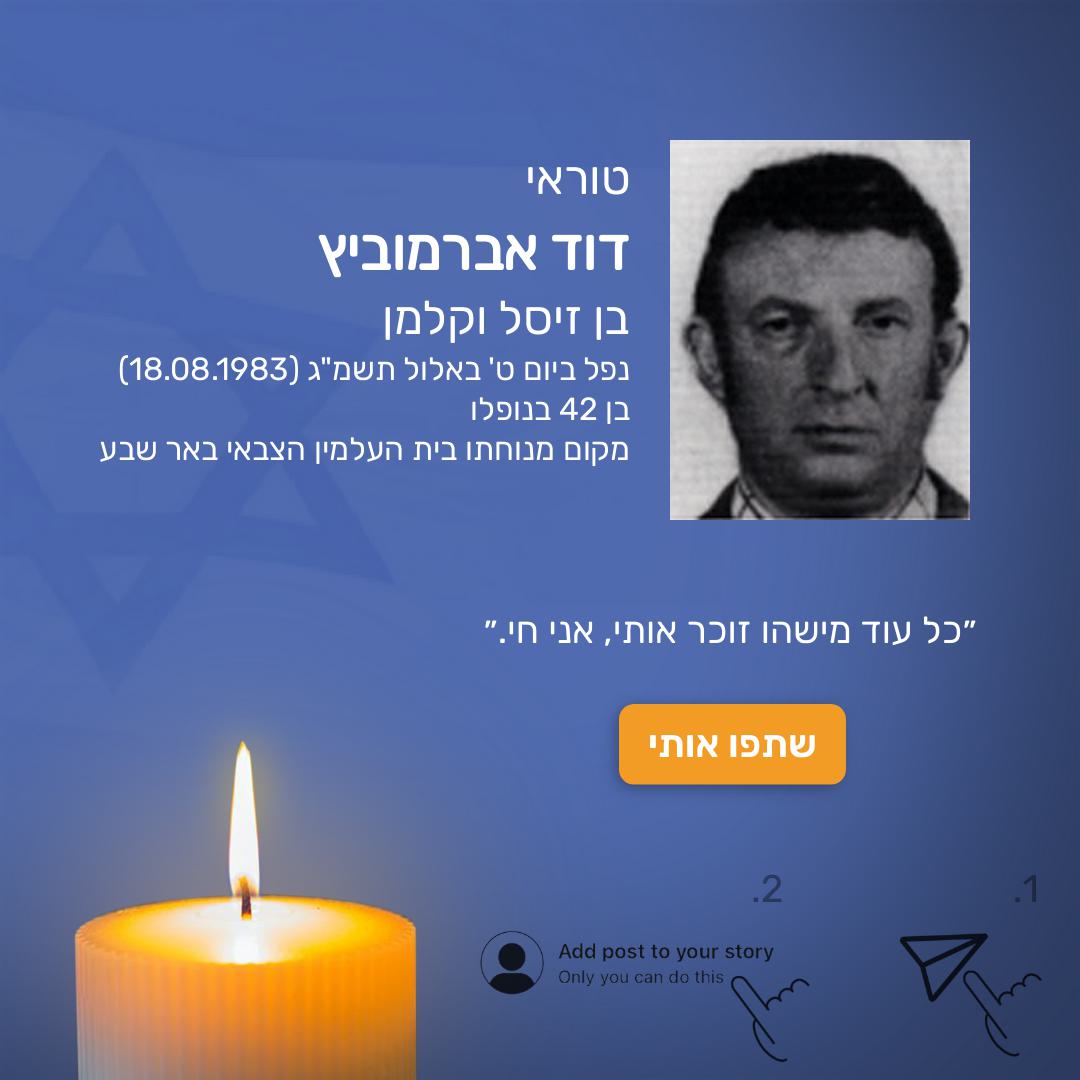 טוראי
דוד אברמוביץ
בן זיסל וקלמן
נפל ביום ט' באלול תשמ"ג (18.08.1983)
בן 42 בנופלו
מקום מנוחתו בית העלמין הצבאי באר שבע
״כל עוד מישהו זוכר אותי, אני חי.״
שתפו אותי
.1
.2
Add post to your story
Only you can do this